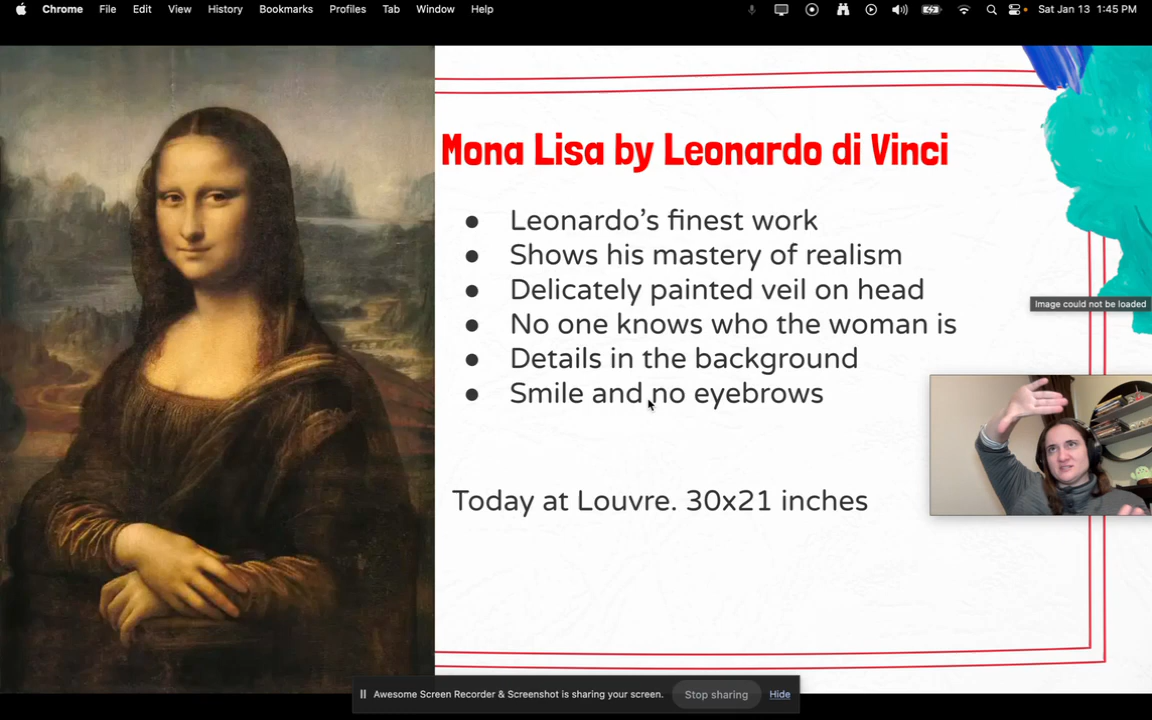 Chrome File Edit View History Bookmarks Profiles Tab Window Help Sat Jan 13 1:45 PM
Mona Lisa by Leonardo di Vinci
● Leonardo’s finest work
● Shows his mastery of realism
● Delicately painted veil on head
● No one knows who the woman is
● Details in the background
● Smile and no eyebrows
Image could not be loaded
Today at Louvre. 30x21 inches
Awesome Screen Recorder & Screenshot is sharing your screen. Stop sharing Hide